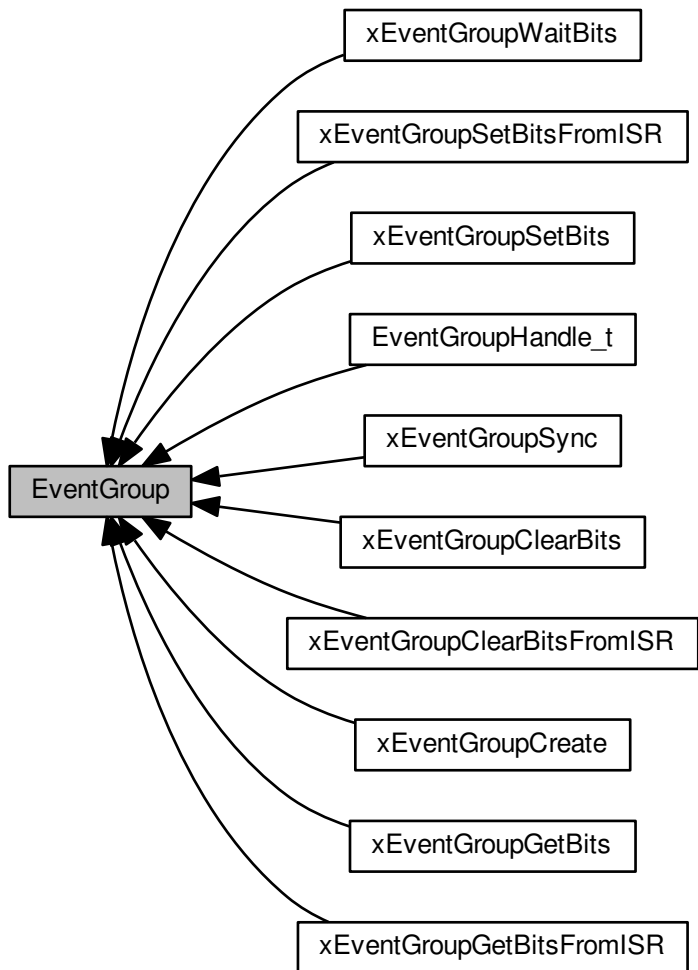 xEventGroupWaitBits
xEventGroupSetBitsFromISR
xEventGroupSetBits
EventGroupHandle_t
xEventGroupSync
EventGroup
xEventGroupClearBits
xEventGroupClearBitsFromISR
xEventGroupCreate
xEventGroupGetBits
xEventGroupGetBitsFromISR